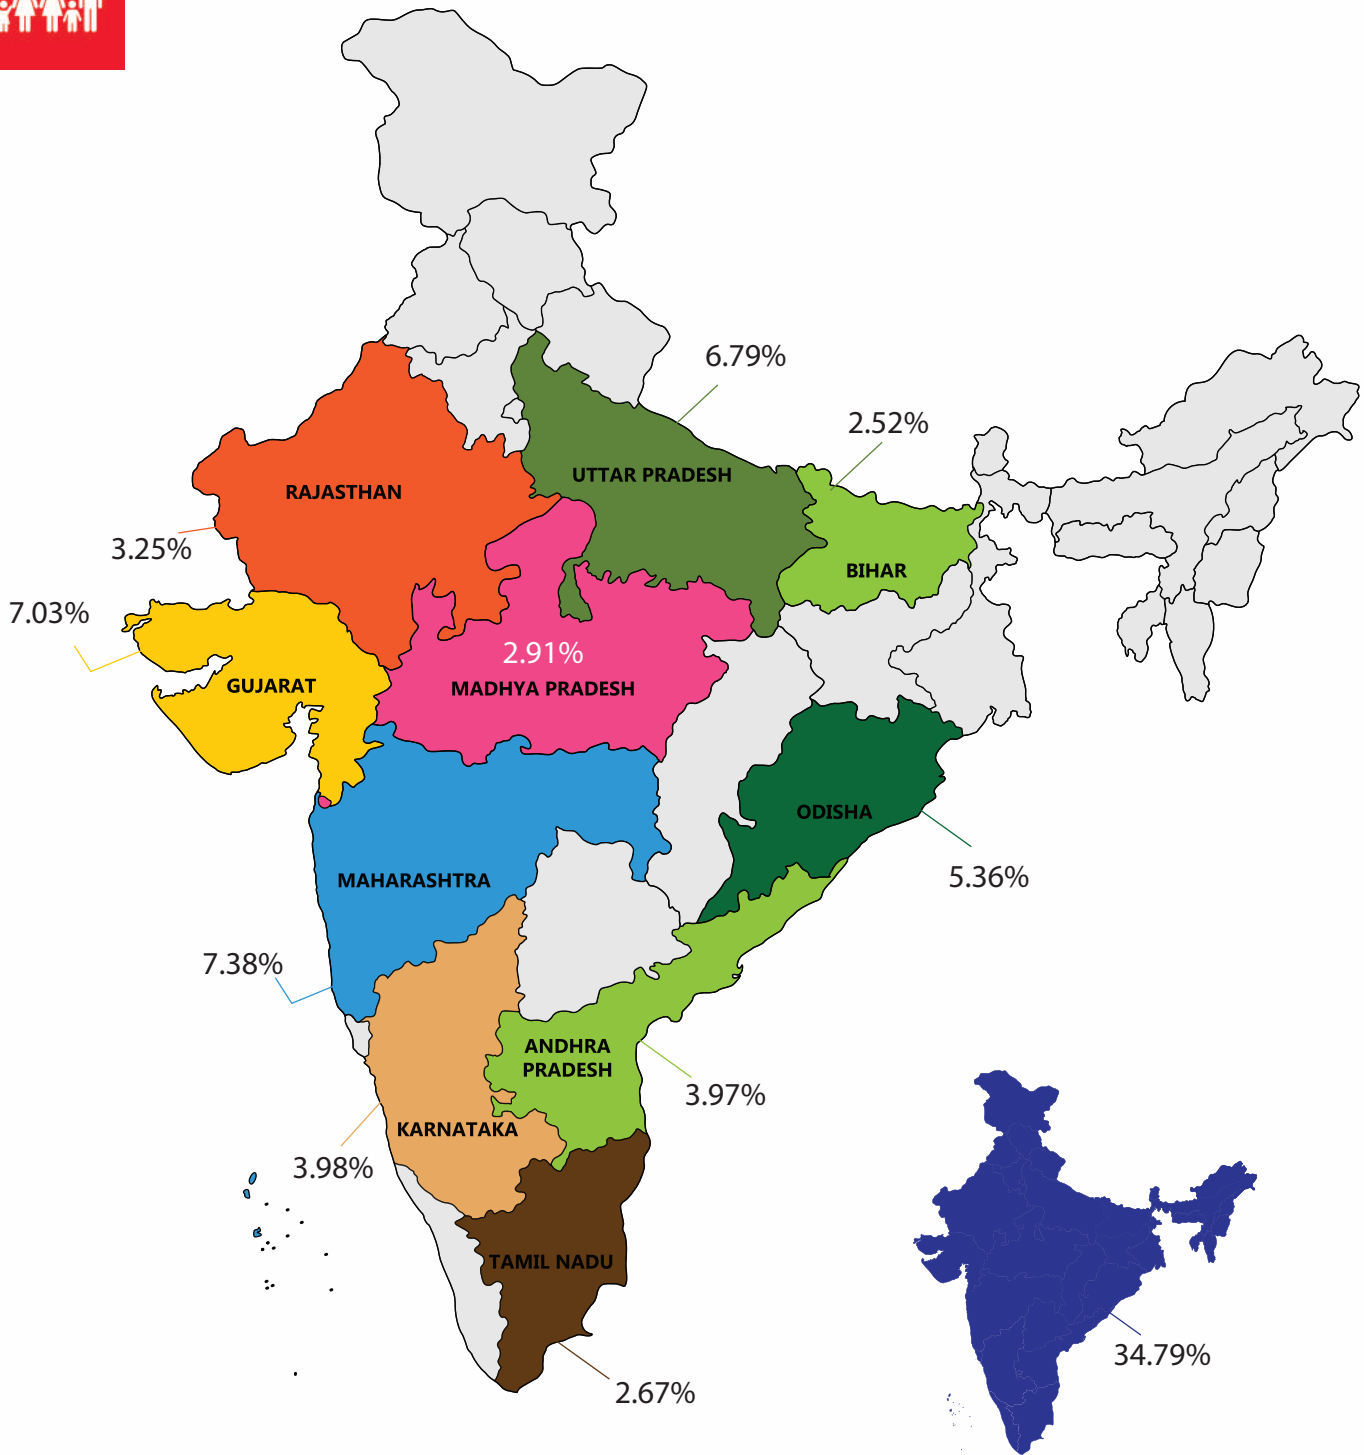 6.79%
2.52%
UTTAR PRADESH
RAJASTHAN
3.25%
BIHAR
7.03%
2.91%
GUJARAT
MADHYA PRADESH
ODISHA
5.36%
MAHARASHTRA
7.38%
ANDHRA
PRADESH
3.97%
KARNATAKA
3.98%
TAMIL NADU
34.79%
2.67%